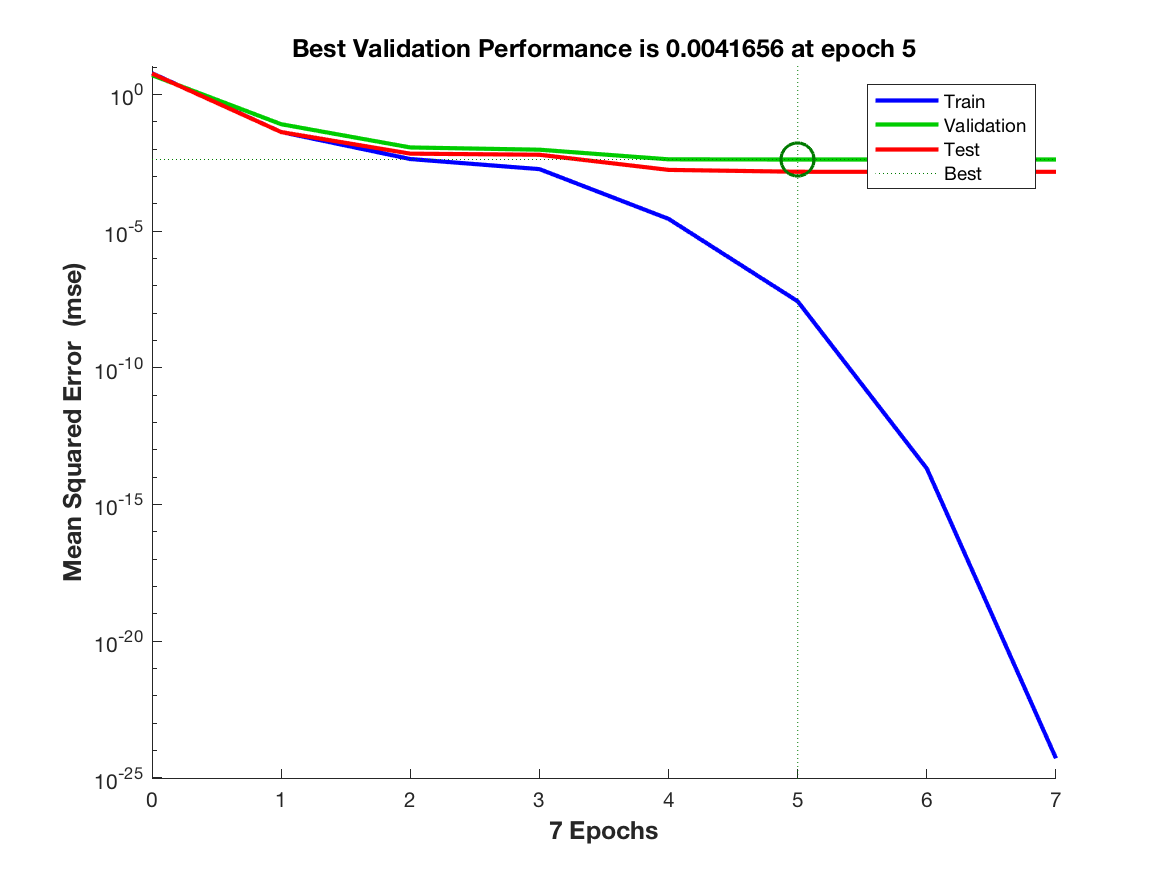 Best Validation Performance is 0.0041656 at epoch 5
Mean Squared Error  (mse)
10^0
10^-5
10^-10
10^-15
10^-20
10^-25
Train
Validation
Test
Best
0 1 2 3 4 5 6 7
7 Epochs